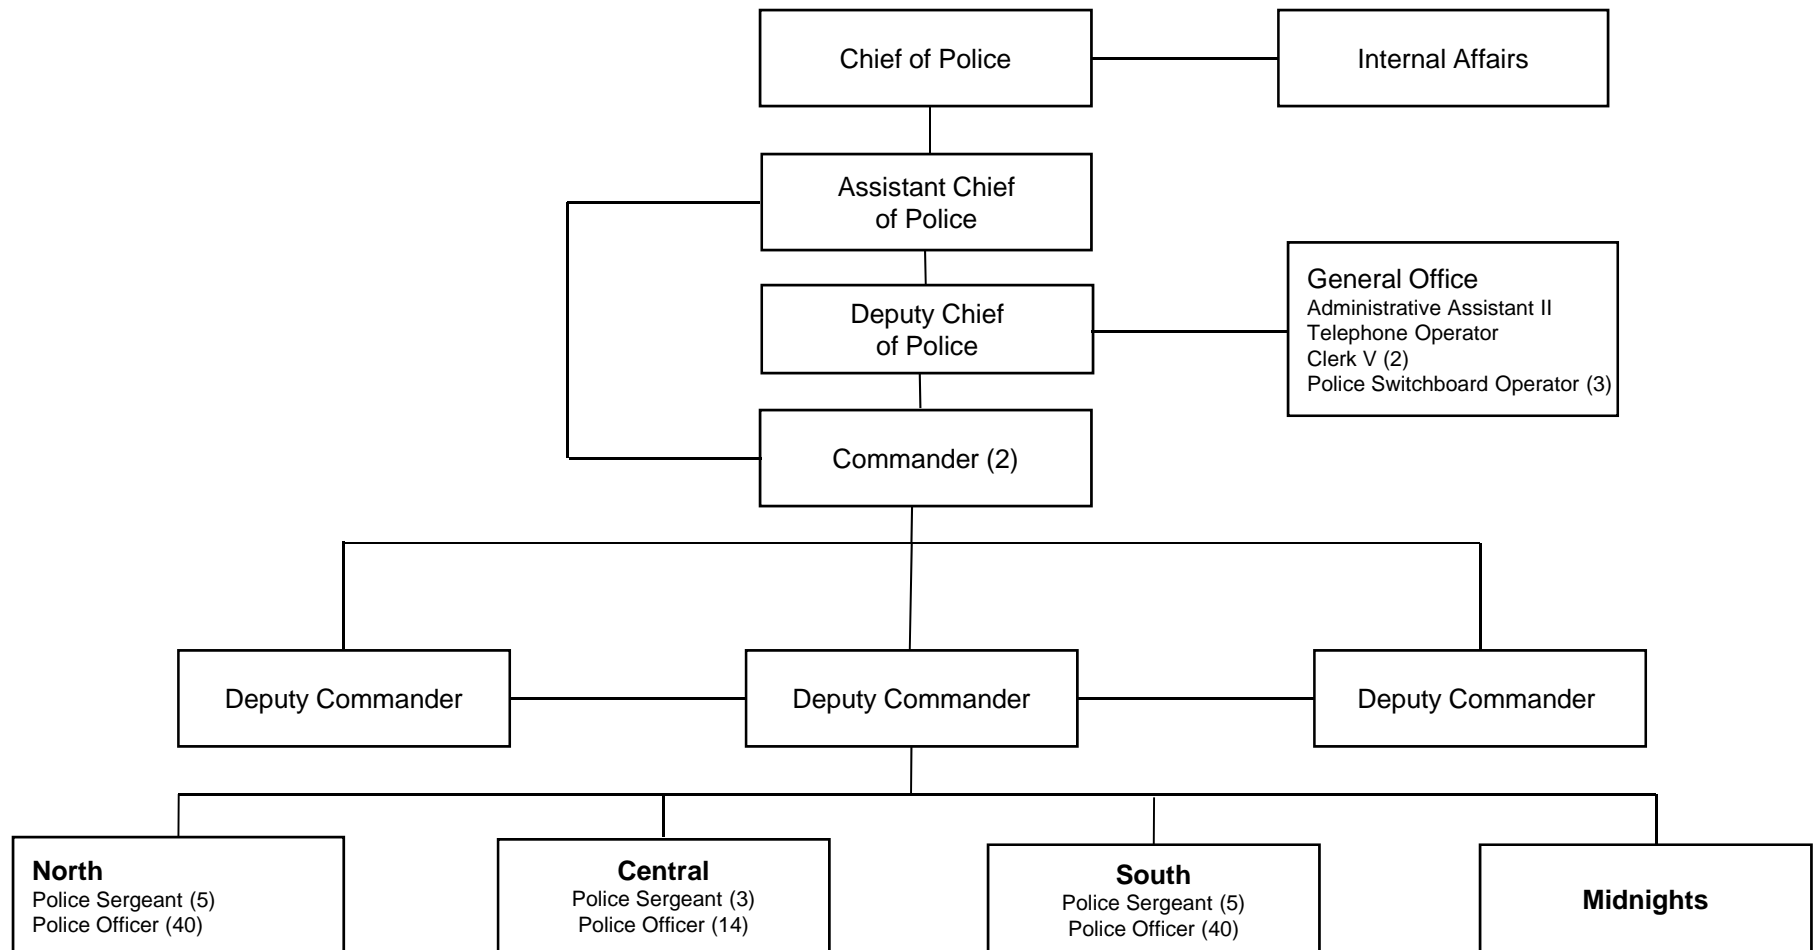 Chief of Police
Internal Affairs
Assistant Chief
of Police
General Office
Administrative Assistant II
Telephone Operator
Clerk V (2)
Police Switchboard Operator (3)
Deputy Chief
of Police
Commander (2)
Deputy Commander
Deputy Commander
Deputy Commander
North
Police Sergeant (5)
Police Officer (40)
Central
Police Sergeant (3)
Police Officer (14)
South
Police Sergeant (5)
Police Officer (40)
Midnights